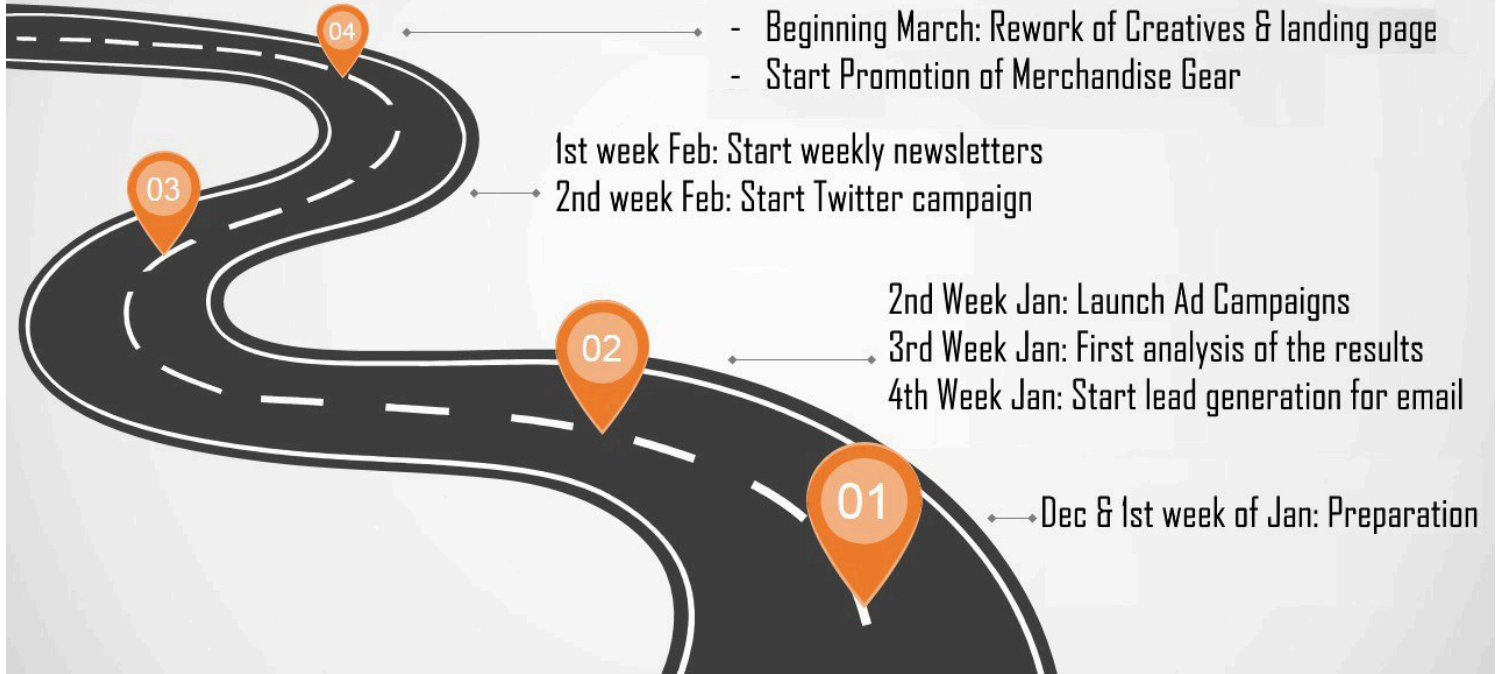 04
- Beginning March: Rework of Creatives & landing page
- Start Promotion of Merchandise Gear
03
1st week Feb: Start weekly newsletters
2nd week Feb: Start Twitter campaign
02
2nd Week Jan: Launch Ad Campaigns
3rd Week Jan: First analysis of the results
4th Week Jan: Start lead generation for email
01
Dec & 1st week of Jan: Preparation